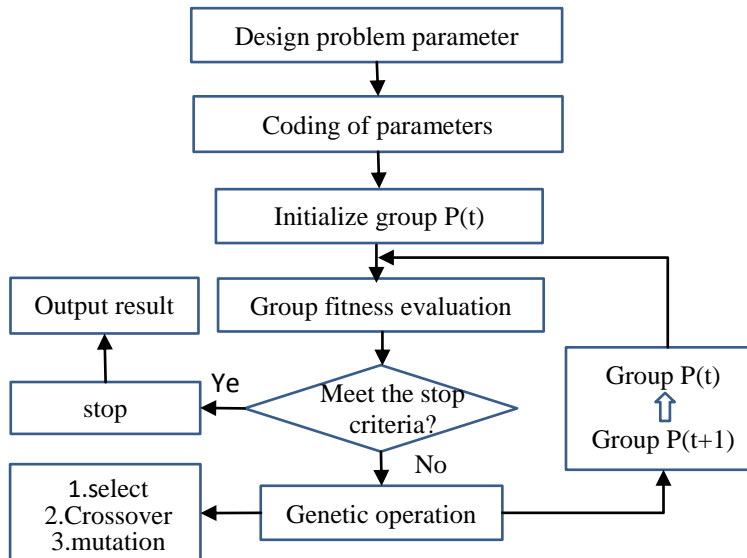 Design problem parameter
Coding of parameters
Initialize group P(t)
Group fitness evaluation
Output result
Meet the stop
criteria?
Ye
stop
No
Group P(t)
Group P(t+1)
Genetic operation
1.select
2.Crossover
3.mutation